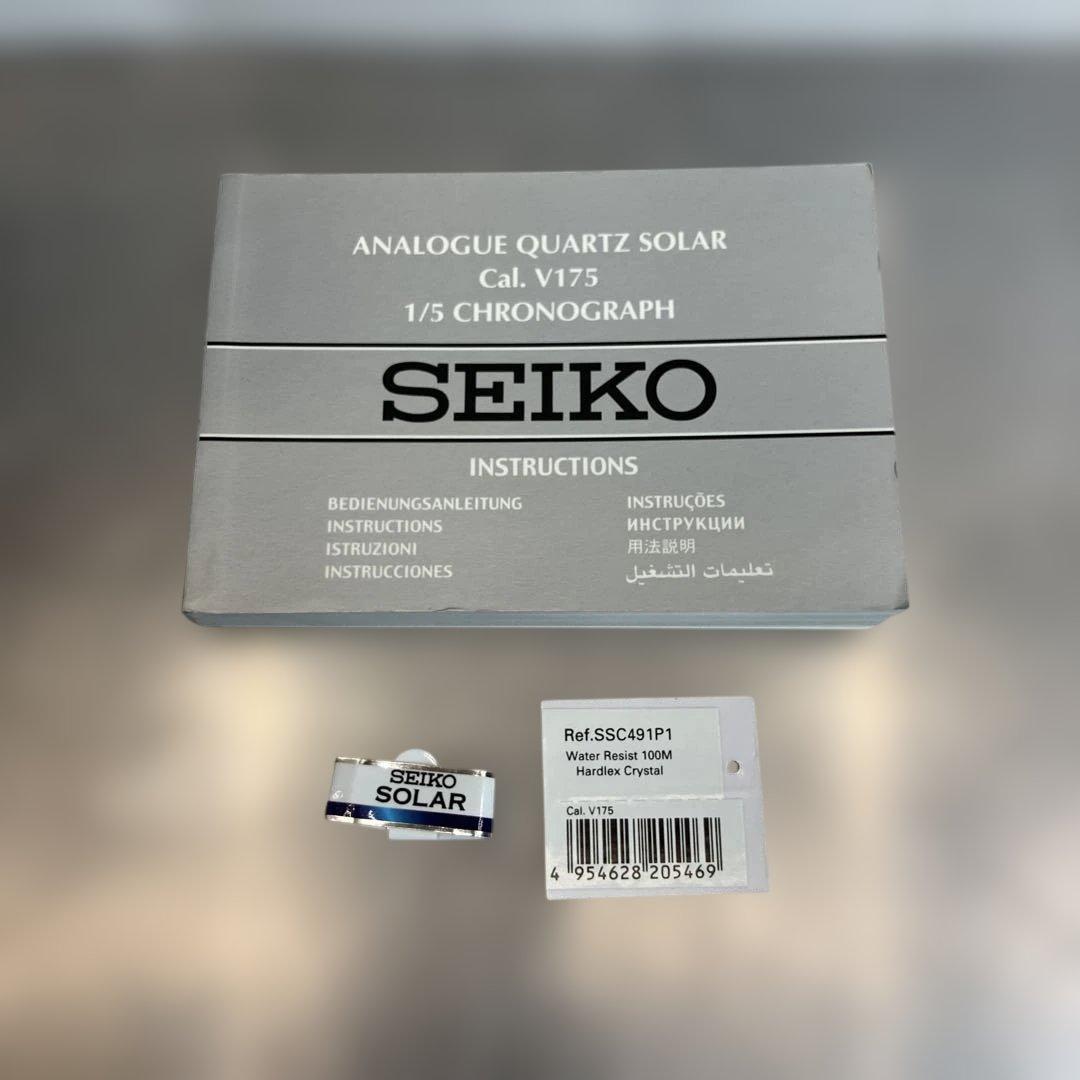 ANALOGUE QUARTZ SOLAR
Cal. V175
1/5 CHRONOGRAPH
SEIKO
INSTRUCTIONS
BEDIENUNGSANLEITUNG
INSTRUCTIONS
ISTRUZIONI
INSTRUCCIONES
INSTRUÇÕES
ИНСТРУКЦИИ
用法説明
تعليمات التشغيل
SEIKO
SOLAR
Ref.SSC491P1
Water Resist 100M
Hardlex Crystal
Cal. V175
4 954628 205469